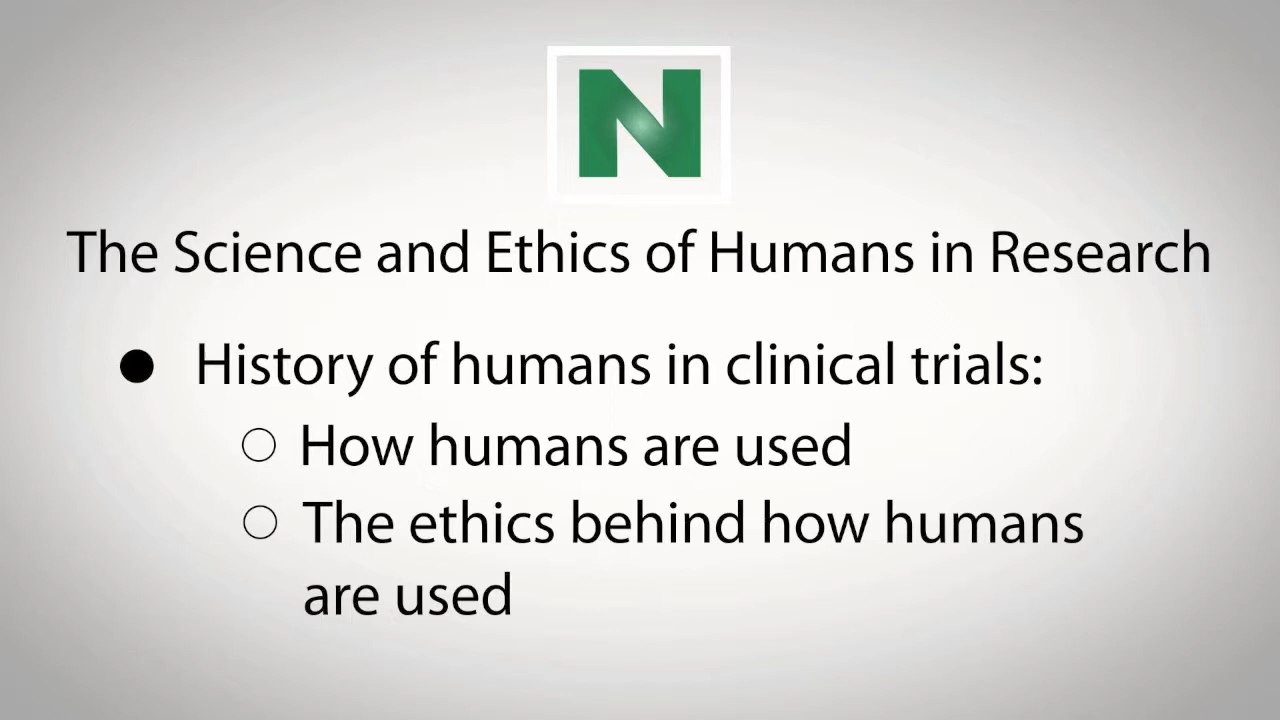 N
The Science and Ethics of Humans in Research
● History of humans in clinical trials:
○ How humans are used
○ The ethics behind how humans
are used